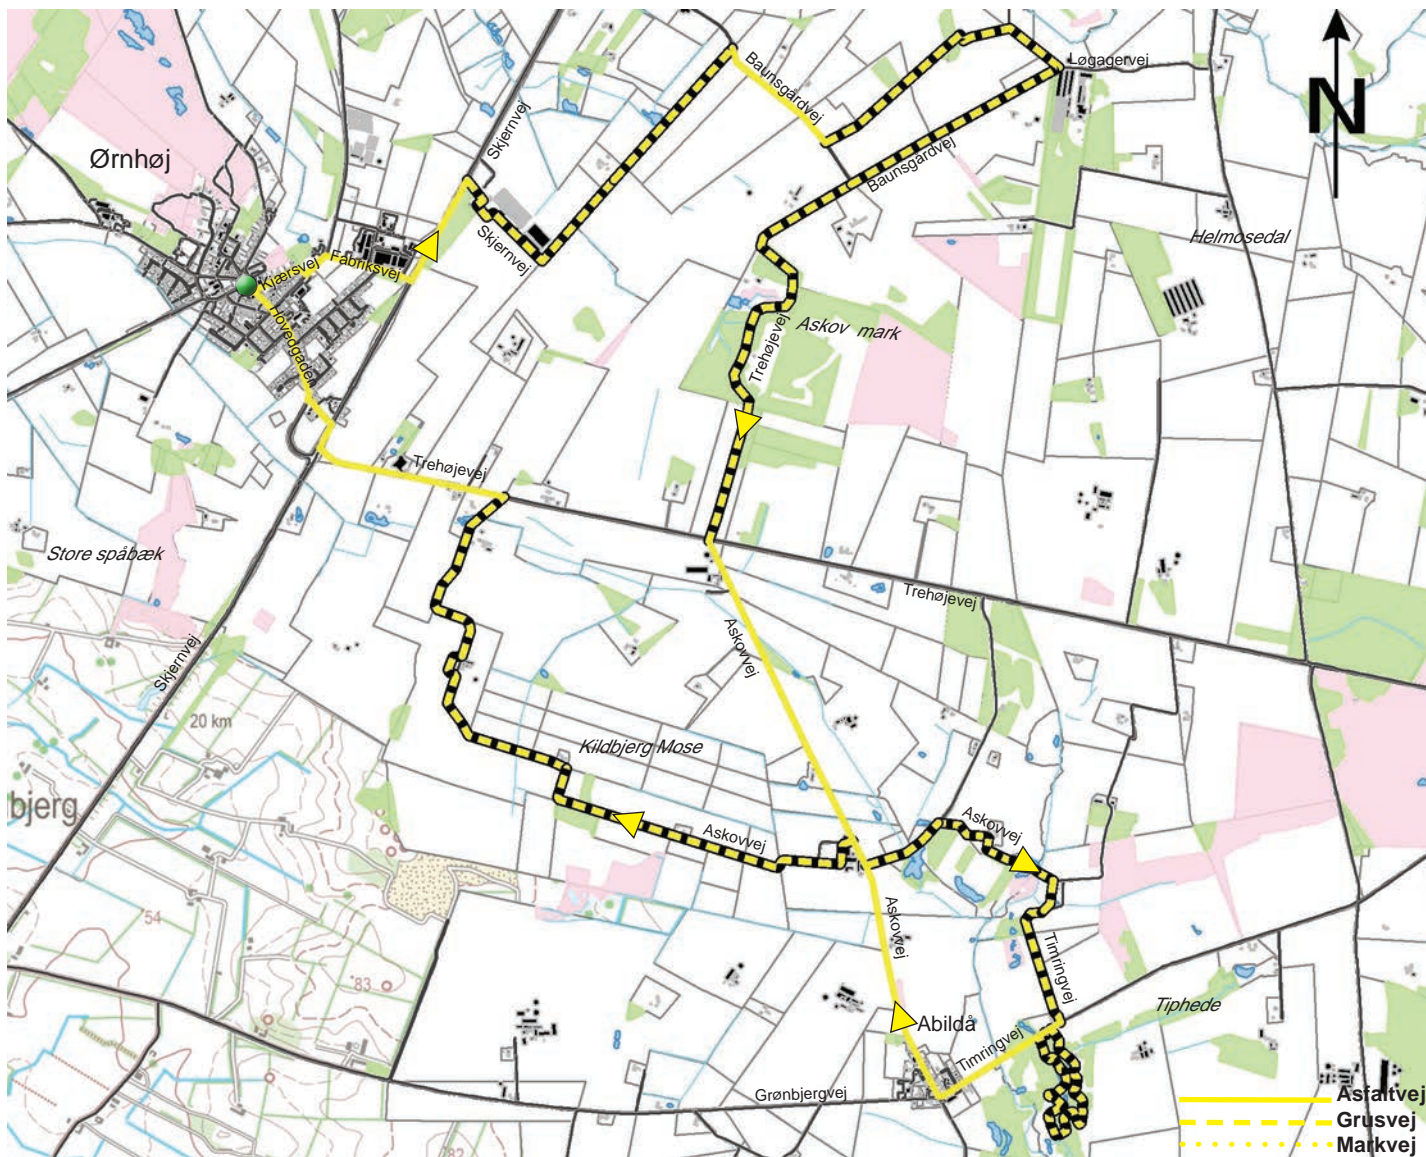 Løgagervej
Baunsgårdvej
N
Skjernvej
Ørnhøj
Baunsgårdvej
Skjernvej
Helmosedal
Kjærsvej
Fabriksvej
Hovedgaden
Askov mark
Trehøjevej
Trehøjevej
Store spåbæk
Trehøjevej
Askovvej
Skjernvej
20 km
Kildbjerg Mose
bjerg
Askovvej
Askovvej
54
Askovvej
Timringvej
83
Tiphede
Abildå
Timringvej
Grønbjergvej
Asfaltvej
Grusvej
Markvej
82